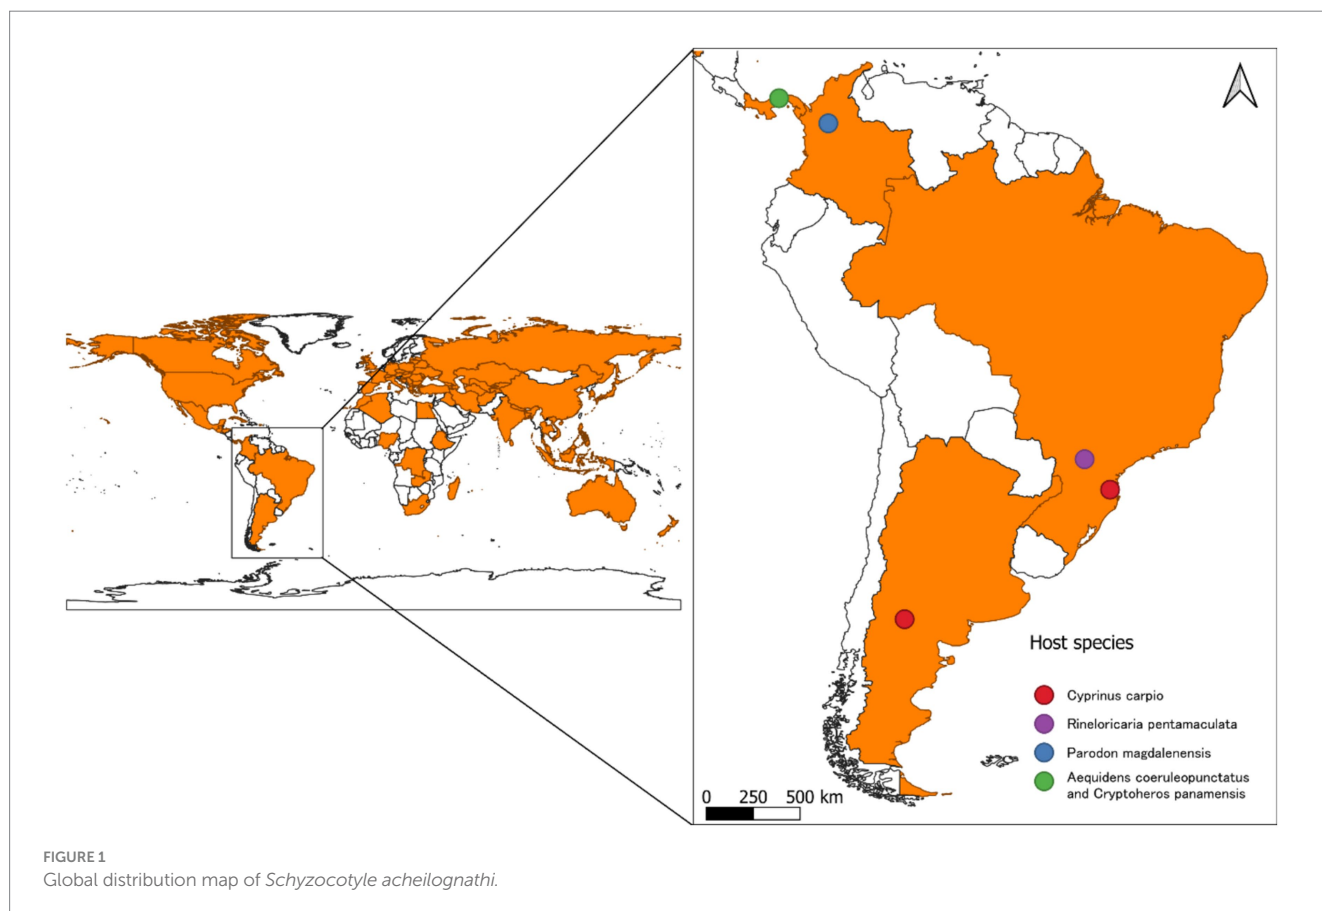 Host species
Cyprinus carpio
Rineloricaria pentamaculata
Parodon magdalenensis
Aequidens coeruleopunctatus
and Cryptoheros panamensis
0 250 500 km
FIGURE 1
Global distribution map of Schyzocotyle acheilognathi.